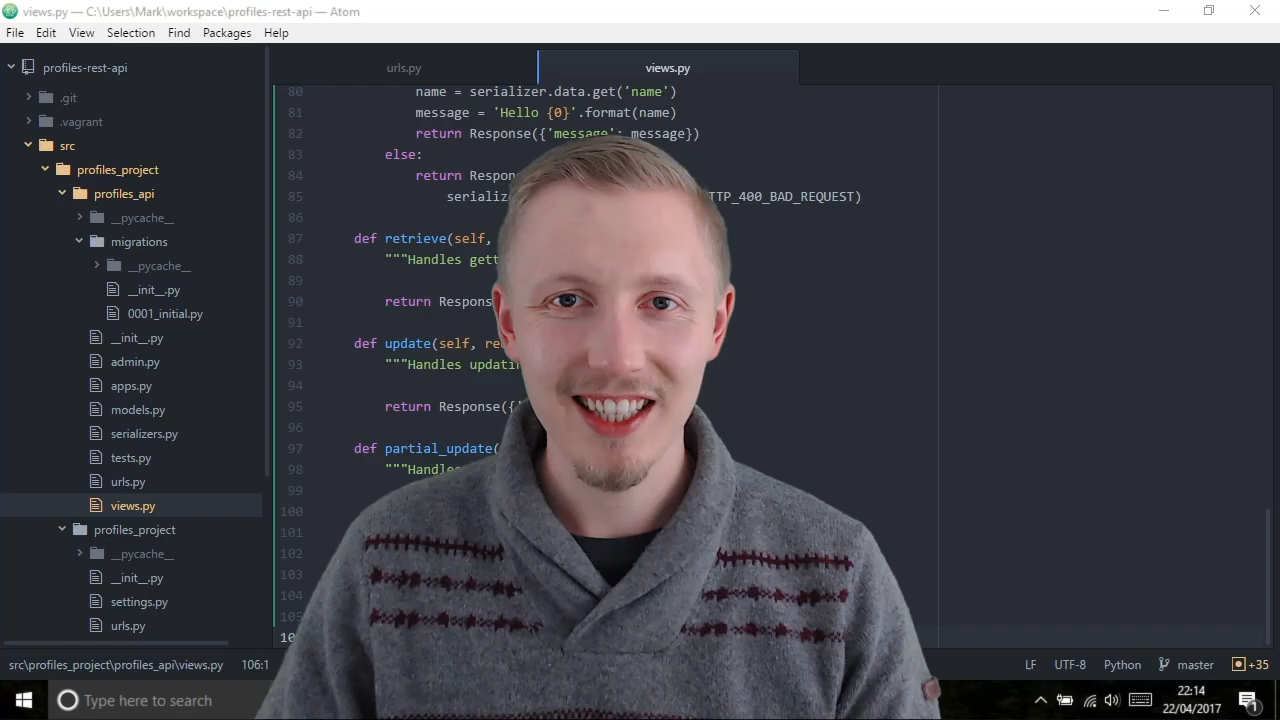 views.py — C:\Users\Mark\workspace\profiles-rest-api — Atom
File Edit View Selection Find Packages Help
profiles-rest-api
.git
.vagrant
src
profiles_project
profiles_api
__pycache__
migrations
__pycache__
__init__.py
0001_initial.py
__init__.py
admin.py
apps.py
models.py
serializers.py
tests.py
urls.py
views.py
profiles_project
__pycache__
__init__.py
settings.py
urls.py
urls.py views.py
80 name = serializer.data.get('name')
81 message = 'Hello {0}'.format(name)
82 return Response({'message': message})
83 else:
84 return Respon
85 serialize TTP_400_BAD_REQUEST)
86
87 def retrieve(self,
88 """Handles gett
89
90 return Respons
91
92 def update(self, re
93 """Handles updatin
94
95 return Response({'
96
97 def partial_update(
98 """Handles
99
100
101
102
103
104
105
src\profiles_project\profiles_api\views.py 106:1 LF UTF-8 Python master +35
Type here to search
22:14
22/04/2017
1